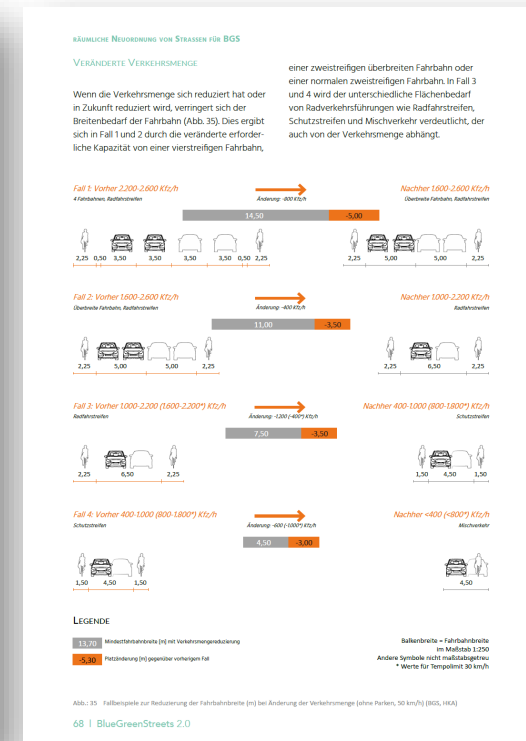 RÄUMLICHE NEUORDNUNG VON STRASSEN FÜR BGS
VERÄNDERTE VERKEHRSMENGE
Wenn die Verkehrsmenge sich reduziert hat oder
in Zukunft reduziert wird, verringert sich der
Breitenbedarf der Fahrbahn (Abb. 35). Dies ergibt
sich in Fall 1 und 2 durch die veränderte erforder-
liche Kapazität von einer vierstreifigen Fahrbahn,
einer zweistreifigen überbreiten Fahrbahn oder
einer normalen zweistreifigen Fahrbahn. In Fall 3
und 4 wird der unterschiedliche Flächenbedarf
von Radverkehrsführungen wie Radfahrstreifen,
Schutzstreifen und Mischverkehr verdeutlicht, der
auch von der Verkehrsmenge abhängt.
Fall 1: Vorher 2.200-2.600 Kfz/h
4 Fahrbahnen, Radfahrstreifen
Änderung: -800 Kfz/h
Nachher 1.600-2.600 Kfz/h
Überbreite Fahrbahn, Radfahrstreifen
14,50 -5,00
2,25 0,50 3,50 3,50 3,50 3,50 0,50 2,25
2,25 5,00 5,00 2,25
Fall 2: Vorher 1.600-2.600 Kfz/h
Überbreite Fahrbahn, Radfahrstreifen
Änderung: -400 Kfz/h
Nachher 1.000-2.200 Kfz/h
Radfahrstreifen
11,00 -3,50
2,25 5,00 5,00 2,25
2,25 6,50 2,25
Fall 3: Vorher 1.000-2.200 (1.600-2.200*) Kfz/h
Radfahrstreifen
Änderung: -1.200 (-400*) Kfz/h
Nachher 400-1.000 (800-1.800*) Kfz/h
Schutzstreifen
7,50 -3,50
2,25 6,50 2,25
1,50 4,50 1,50
Fall 4: Vorher 400-1.000 (800-1.800*) Kfz/h
Schutzstreifen
Änderung: -600 (-1.000*) Kfz/h
Nachher <400 (<800*) Kfz/h
Mischverkehr
4,50 -3,00
1,50 4,50 1,50
4,50
LEGENDE
13,70 Mindestfahrbahnbreite [m] mit Verkehrsmengereduzierung
-5,30 Platzänderung [m] gegenüber vorherigem Fall
Balkenbreite = Fahrbahnbreite
im Maßstab 1:250
Andere Symbole nicht maßstabsgetreu
* Werte für Tempolimit 30 km/h
Abb.: 35 Fallbeispiele zur Reduzierung der Fahrbahnbreite [m] bei Änderung der Verkehrsmenge (ohne Parken, 50 km/h) (BGS, HKA)
68 | BlueGreenStreets 2.0